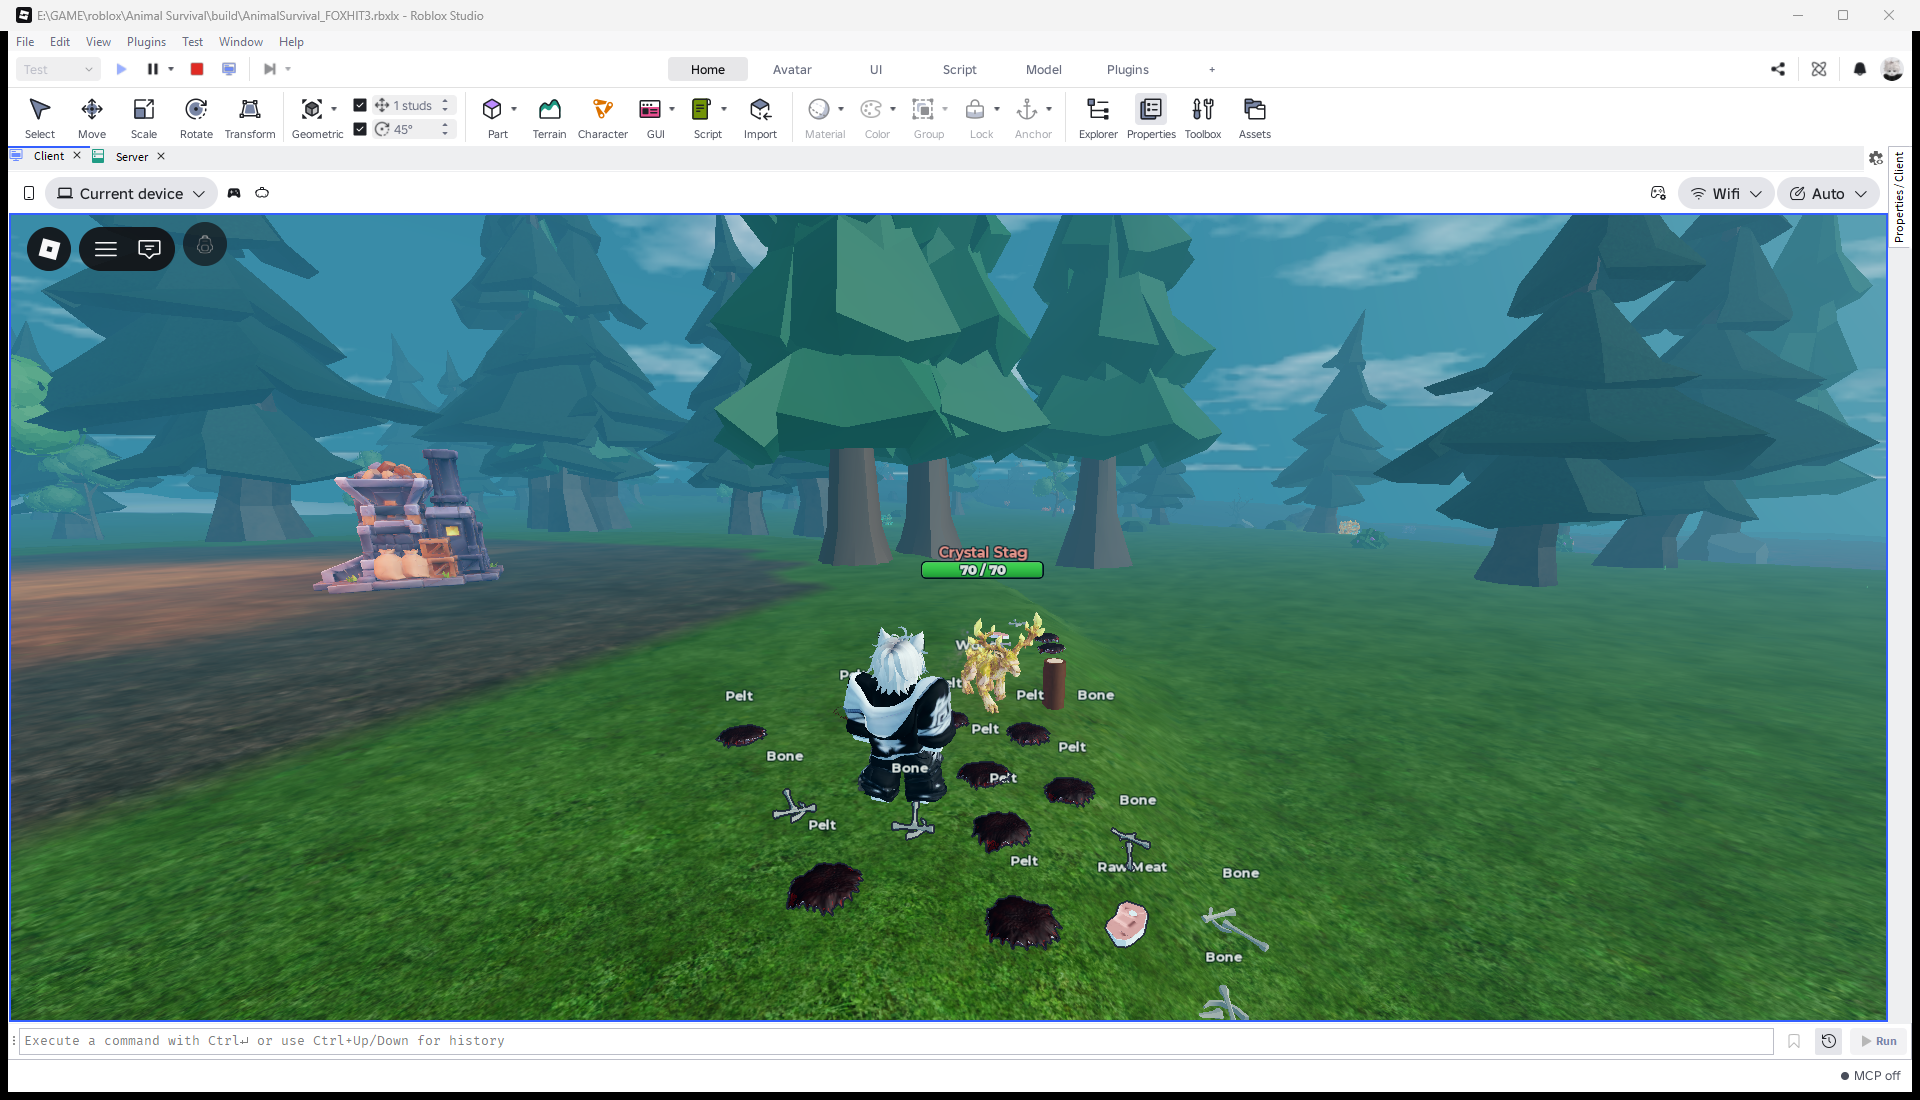 E:\GAME\roblox\Animal Survival\build\AnimalSurvival_FOXHIT3.rbxlx - Roblox Studio
File Edit View Plugins Test Window Help
Test
Home Avatar UI Script Model Plugins +
1 studs
45°
Select Move Scale Rotate Transform Geometric Part Terrain Character GUI Script Import Material Color Group Lock Anchor Explorer Properties Toolbox Assets
Client Server
Properties / Client
Current device
Wifi Auto
Crystal Stag
70 / 70
Pelt
Pelt
Bone
Pelt
Bone
Pelt
Bone
Bone
Pelt
Bone
Pelt
Pelt
Raw Meat
Bone
Bone
Execute a command with Ctrl↵ or use Ctrl+Up/Down for history
Run
MCP off